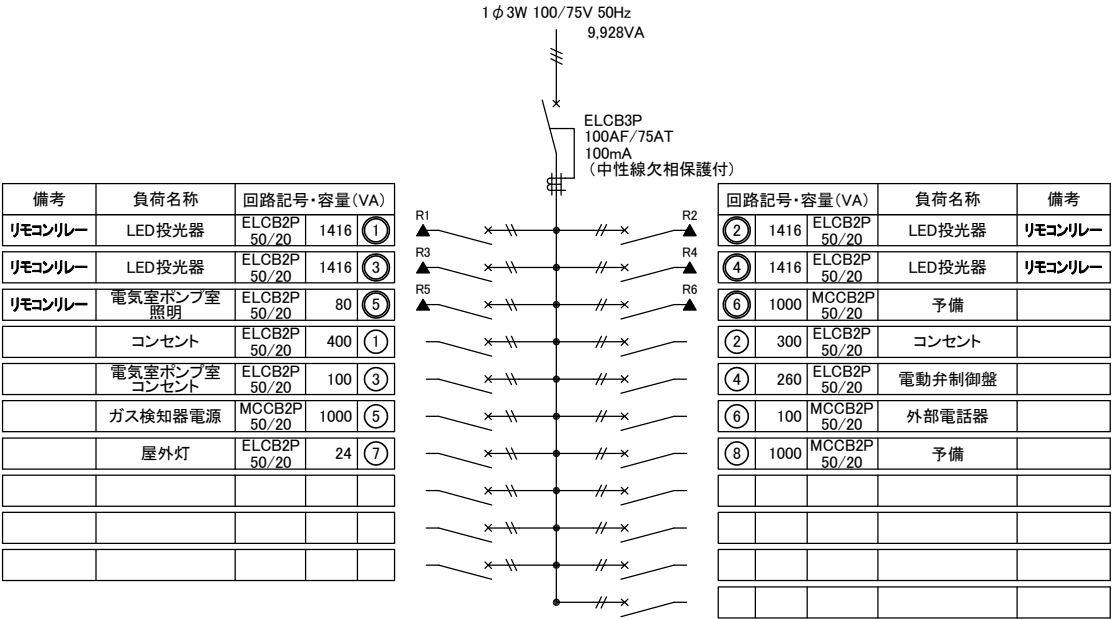 1φ3W 100/75V 50Hz
9,928VA
ELCB3P
100AF/75AT
100mA
(中性線欠相保護付)
備考 負荷名称 回路記号・容量(VA)
リモコンリレー LED投光器 ELCB2P 50/20 1416 ①
リモコンリレー LED投光器 ELCB2P 50/20 1416 ③
リモコンリレー 電気室ポンプ室照明 ELCB2P 50/20 80 ⑤
コンセント ELCB2P 50/20 400 ①
電気室ポンプ室コンセント ELCB2P 50/20 100 ③
ガス検知器電源 MCCB2P 50/20 1000 ⑤
屋外灯 ELCB2P 50/20 24 ⑦
R1 R2
R3 R4
R5 R6
回路記号・容量(VA) 負荷名称 備考
② 1416 ELCB2P 50/20 LED投光器 リモコンリレー
④ 1416 ELCB2P 50/20 LED投光器 リモコンリレー
⑥ 1000 MCCB2P 50/20 予備
② 300 ELCB2P 50/20 コンセント
④ 260 ELCB2P 50/20 電動弁制御盤
⑥ 100 MCCB2P 50/20 外部電話器
⑧ 1000 MCCB2P 50/20 予備